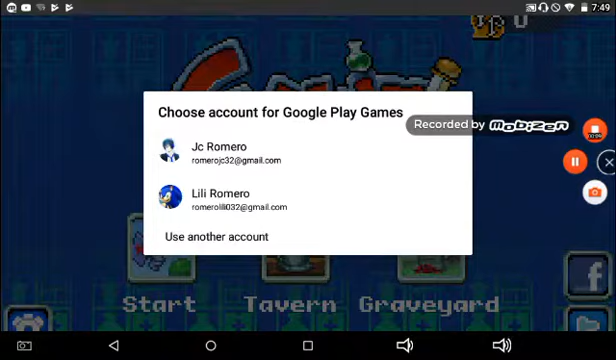 7:49
0
Choose account for Google Play Games
Recorded by MOBIZEN
Jc Romero
romerojc32@gmail.com
Lili Romero
romerolili032@gmail.com
Use another account
Start Tavern Graveyard
f